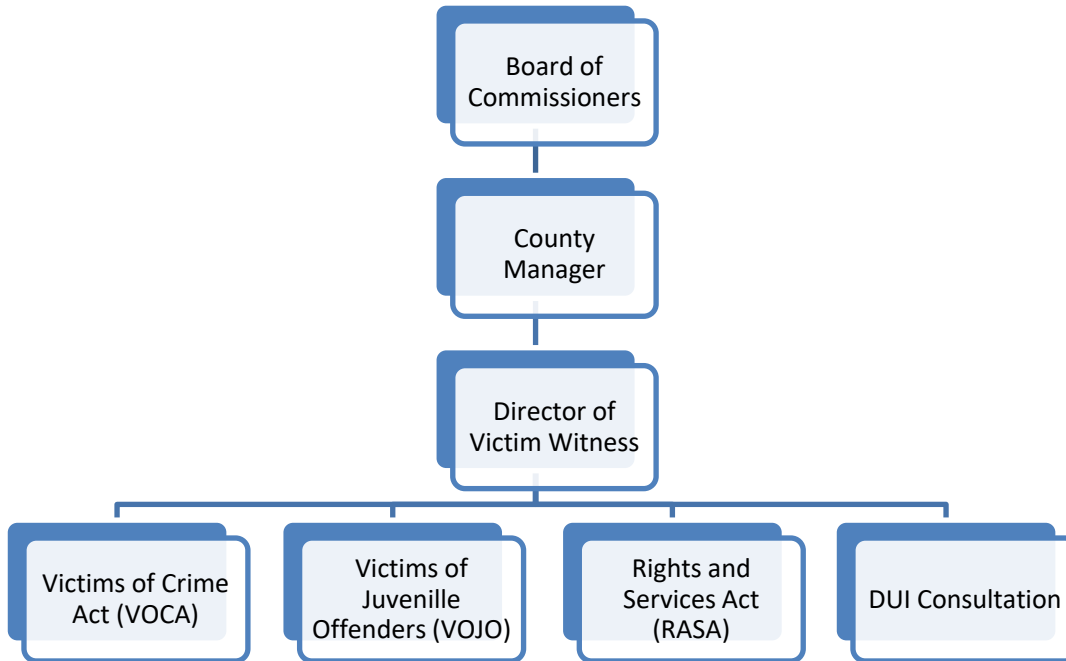 Board of
Commissioners
County
Manager
Director of
Victim Witness
Victims of Crime
Act (VOCA)
Victims of
Juvenille
Offenders (VOJO)
Rights and
Services Act
(RASA)
DUI Consultation